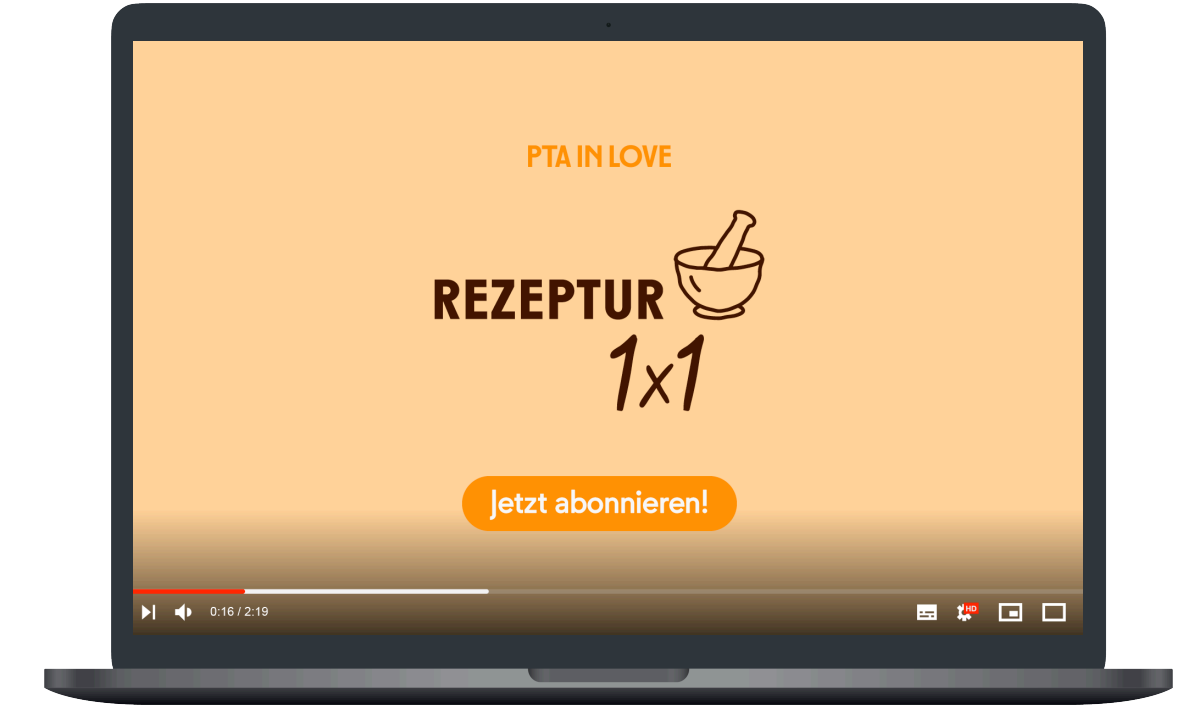 PTA IN LOVE
REZEPTUR
1x1
Jetzt abonnieren!
0:16 / 2:19
HD